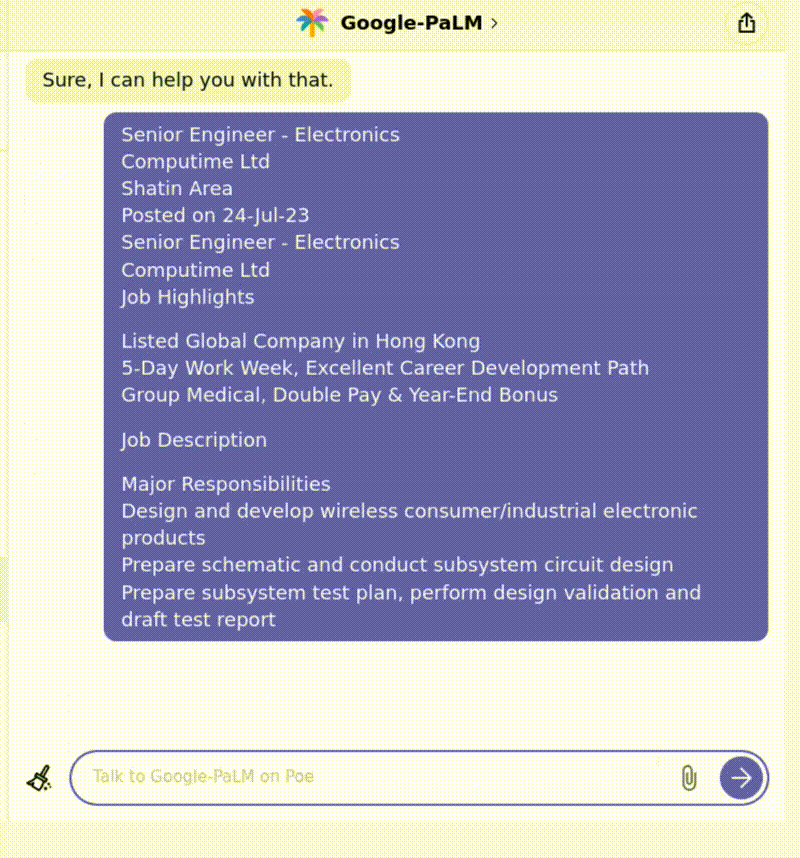 Google-PaLM
Sure, I can help you with that.
Senior Engineer - Electronics
Computime Ltd
Shatin Area
Posted on 24-Jul-23
Senior Engineer - Electronics
Computime Ltd
Job Highlights
Listed Global Company in Hong Kong
5-Day Work Week, Excellent Career Development Path
Group Medical, Double Pay & Year-End Bonus
Job Description
Major Responsibilities
Design and develop wireless consumer/industrial electronic
products
Prepare schematic and conduct subsystem circuit design
Prepare subsystem test plan, perform design validation and
draft test report
Talk to Google-PaLM on Poe